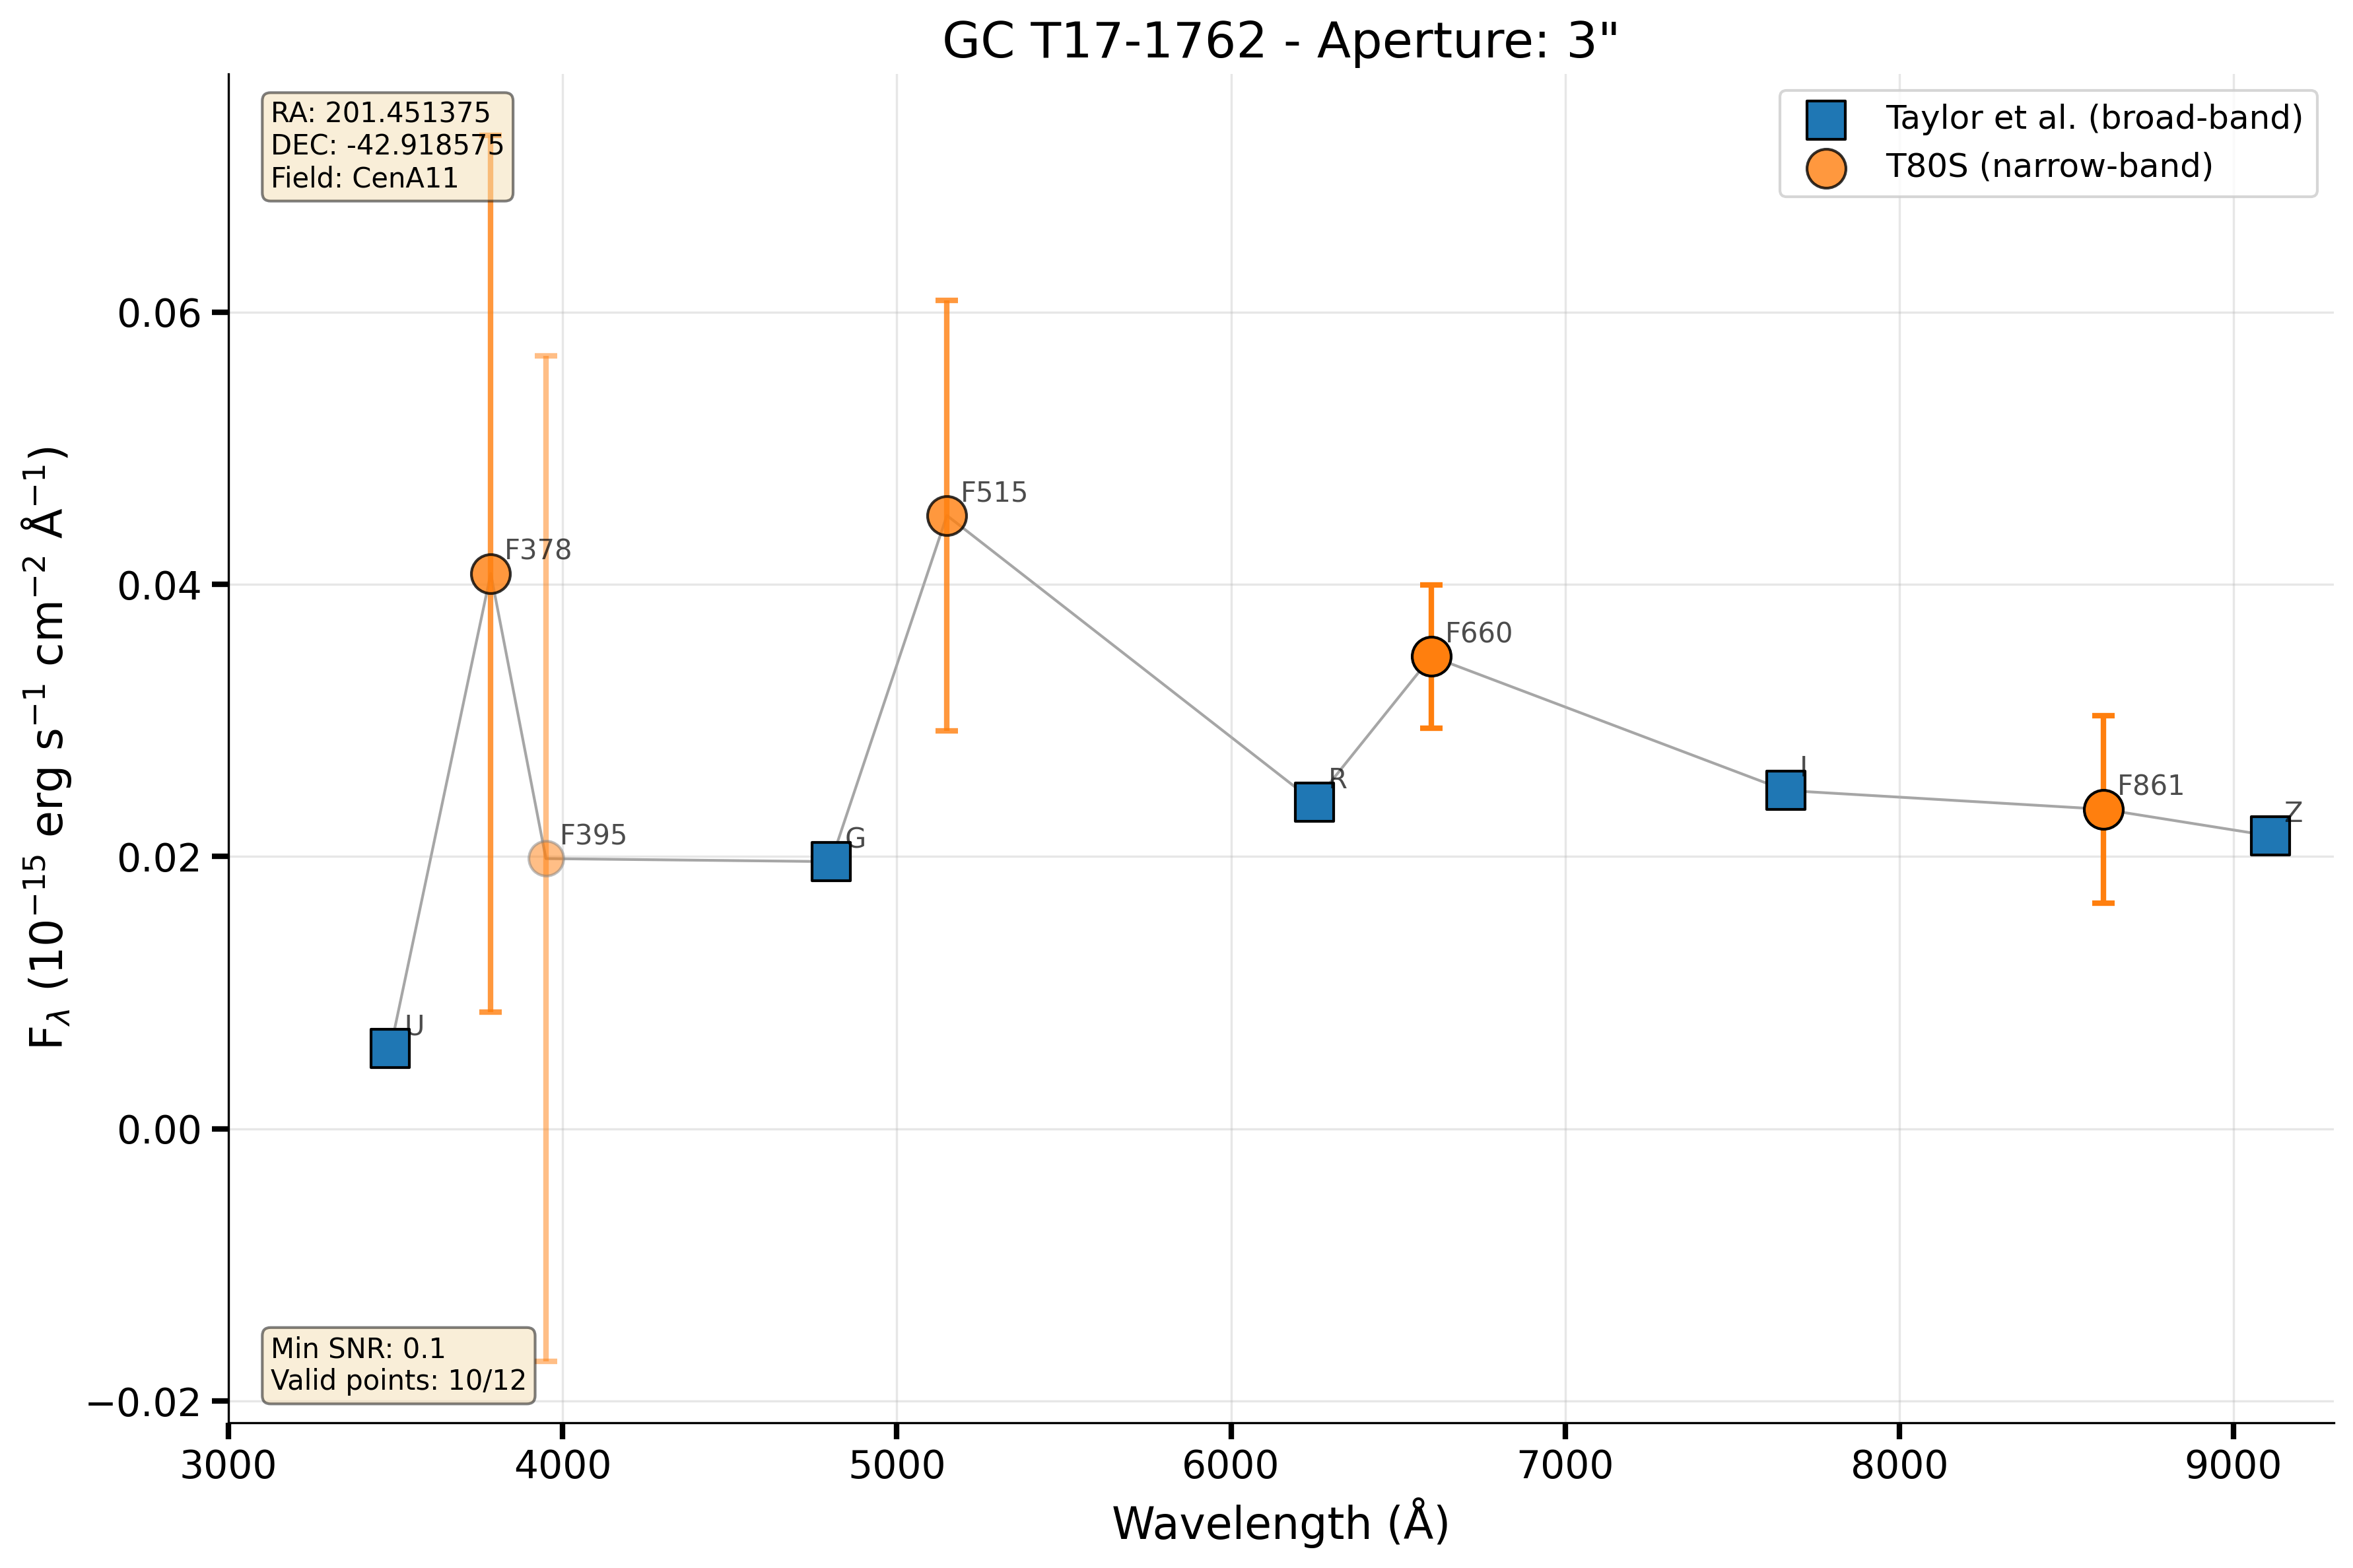 GC T17-1762 - Aperture: 3"
RA: 201.451375
DEC: -42.918575
Field: CenA11
Taylor et al. (broad-band)
T80S (narrow-band)
F_λ (10^−15 erg s^−1 cm^−2 Å^−1)
0.06
0.04
0.02
0.00
−0.02
U
F378
F395
G
F515
R
F660
I
F861
Z
Min SNR: 0.1
Valid points: 10/12
3000 4000 5000 6000 7000 8000 9000
Wavelength (Å)